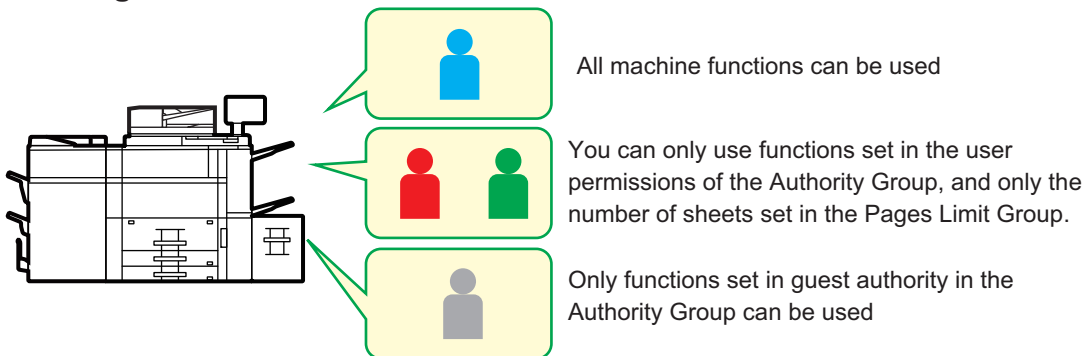 All machine functions can be used
You can only use functions set in the user
permissions of the Authority Group, and only the
number of sheets set in the Pages Limit Group.
Only functions set in guest authority in the
Authority Group can be used